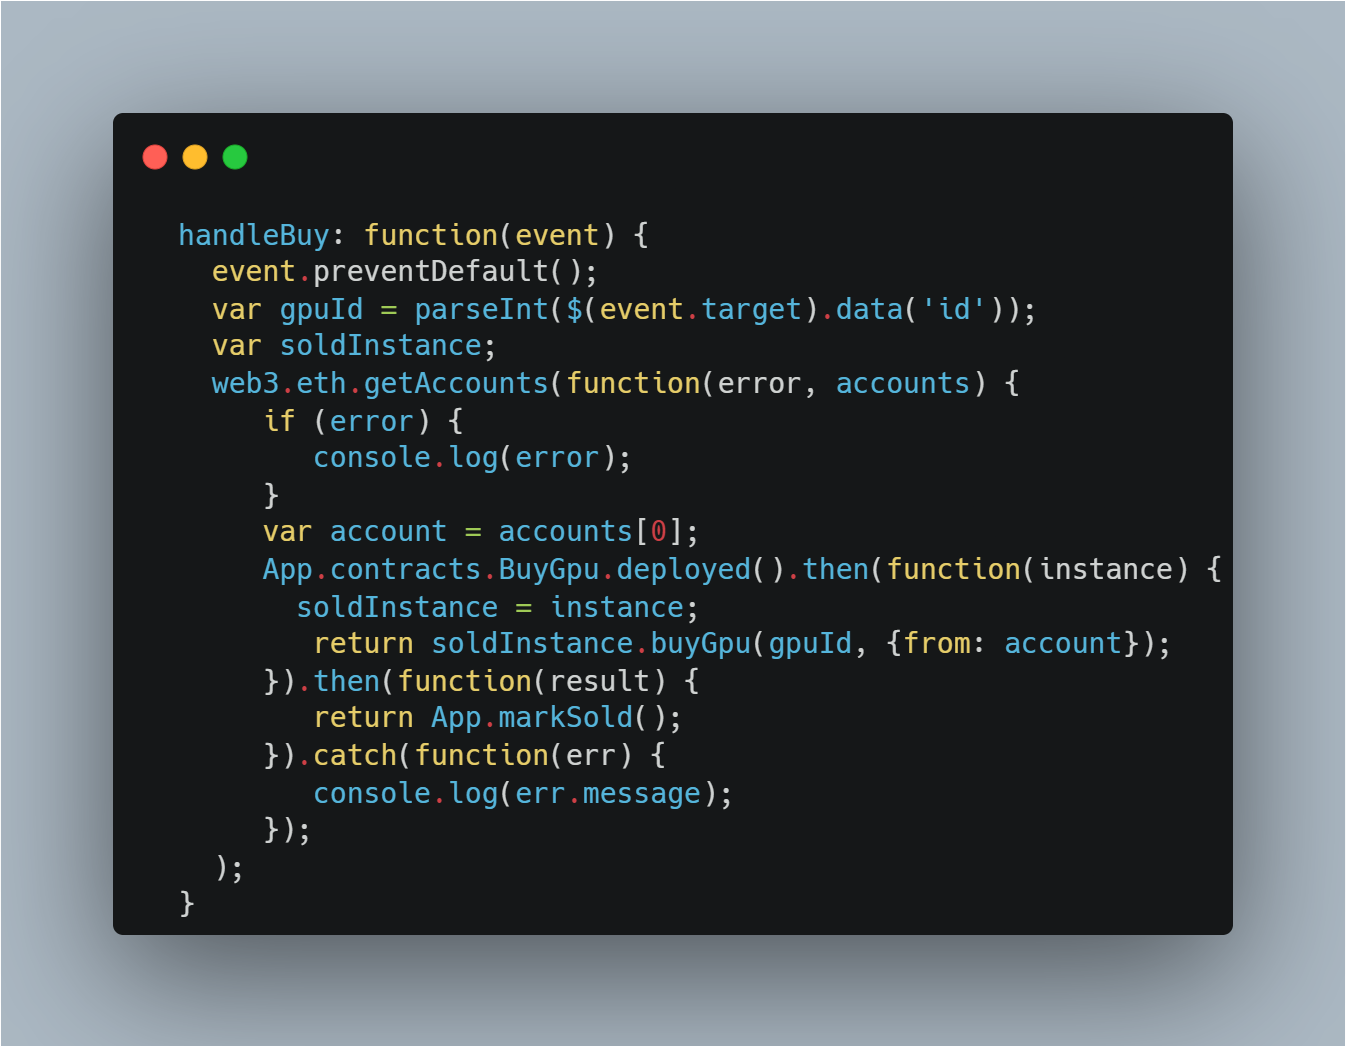 handleBuy: function(event) {
  event.preventDefault();
  var gpuId = parseInt($(event.target).data('id'));
  var soldInstance;
  web3.eth.getAccounts(function(error, accounts) {
     if (error) {
        console.log(error);
     }
     var account = accounts[0];
     App.contracts.BuyGpu.deployed().then(function(instance) {
       soldInstance = instance;
        return soldInstance.buyGpu(gpuId, {from: account});
     }).then(function(result) {
        return App.markSold();
     }).catch(function(err) {
        console.log(err.message);
     });
  );
}